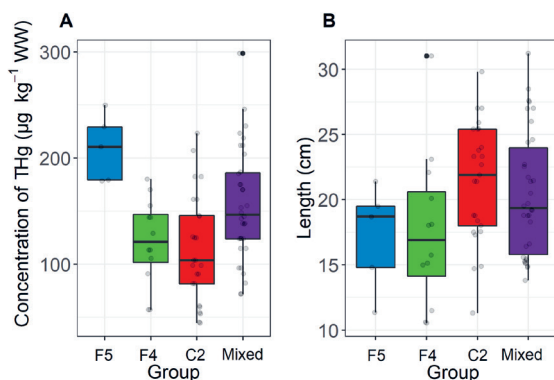 A
Concentration of THg (µg kg⁻¹ WW)
300
200
100
F5 F4 C2 Mixed
Group
B
Length (cm)
30
25
20
15
10
F5 F4 C2 Mixed
Group